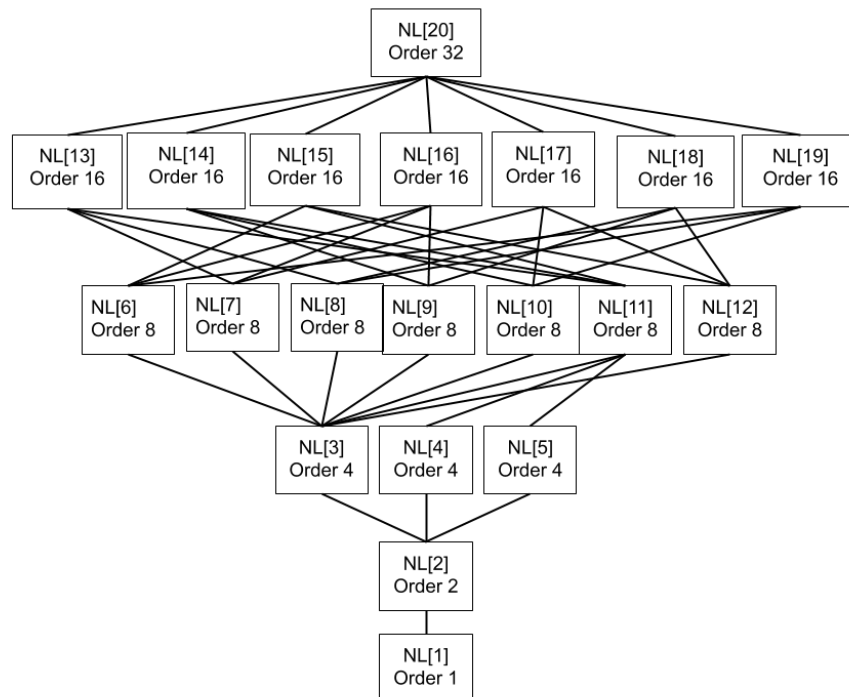 NL[20]
Order 32
NL[13]
Order 16
NL[14]
Order 16
NL[15]
Order 16
NL[16]
Order 16
NL[17]
Order 16
NL[18]
Order 16
NL[19]
Order 16
NL[6]
Order 8
NL[7]
Order 8
NL[8]
Order 8
NL[9]
Order 8
NL[10]
Order 8
NL[11]
Order 8
NL[12]
Order 8
NL[3]
Order 4
NL[4]
Order 4
NL[5]
Order 4
NL[2]
Order 2
NL[1]
Order 1